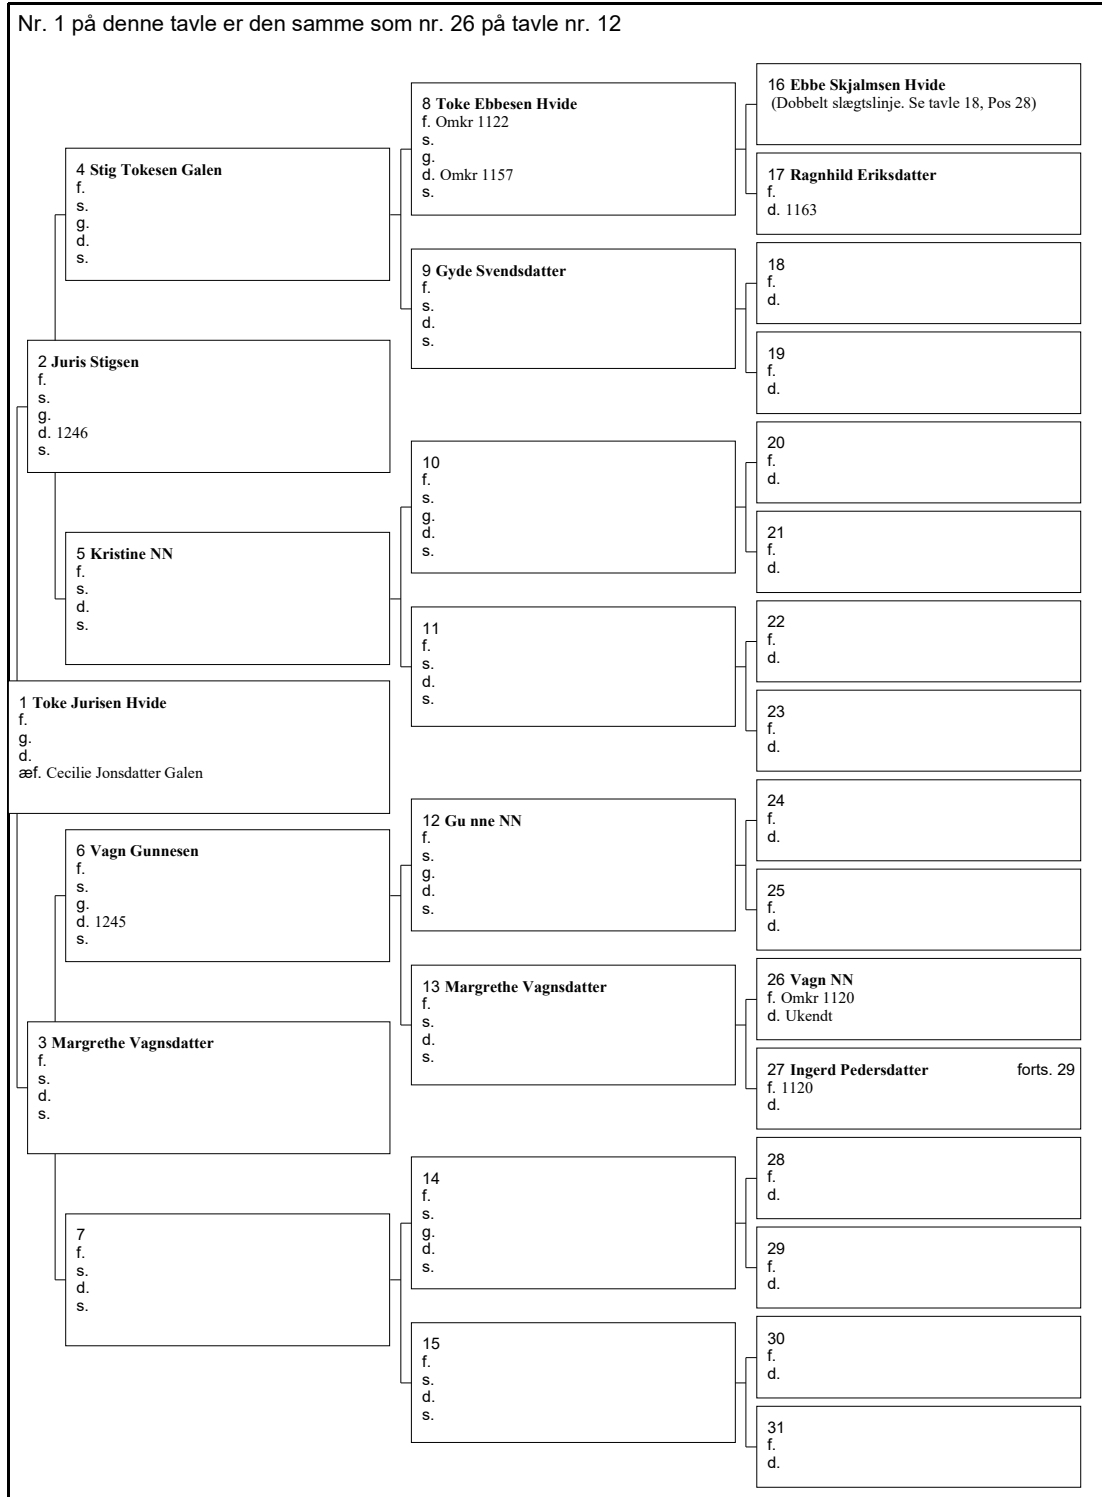 Nr. 1 på denne tavle er den samme som nr. 26 på tavle nr. 12
16 Ebbe Skjalmsen Hvide
(Dobbelt slægtslinje. Se tavle 18, Pos 28)
8 Toke Ebbesen Hvide
f. Omkr 1122
s.
g.
d. Omkr 1157
s.
4 Stig Tokesen Galen
f.
s.
g.
d.
s.
17 Ragnhild Eriksdatter
f.
d. 1163
9 Gyde Svendsdatter
f.
s.
d.
s.
18
f.
d.
19
f.
d.
2 Juris Stigsen
f.
s.
g.
d. 1246
s.
10
f.
s.
g.
d.
s.
20
f.
d.
21
f.
d.
5 Kristine NN
f.
s.
d.
s.
11
f.
s.
d.
s.
22
f.
d.
23
f.
d.
1 Toke Jurisen Hvide
f.
g.
d.
æf. Cecilie Jonsdatter Galen
12 Gu nne NN
f.
s.
g.
d.
s.
24
f.
d.
25
f.
d.
6 Vagn Gunnesen
f.
s.
g.
d. 1245
s.
13 Margrethe Vagnsdatter
f.
s.
d.
s.
26 Vagn NN
f. Omkr 1120
d. Ukendt
27 Ingerd Pedersdatter forts. 29
f. 1120
d.
3 Margrethe Vagnsdatter
f.
s.
d.
s.
14
f.
s.
g.
d.
s.
28
f.
d.
29
f.
d.
7
f.
s.
d.
s.
15
f.
s.
d.
s.
30
f.
d.
31
f.
d.